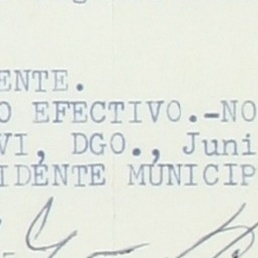 ENTE.
O EFECTIVO.-NO
VI, DGO., Juni
IDENTE MUNICIP